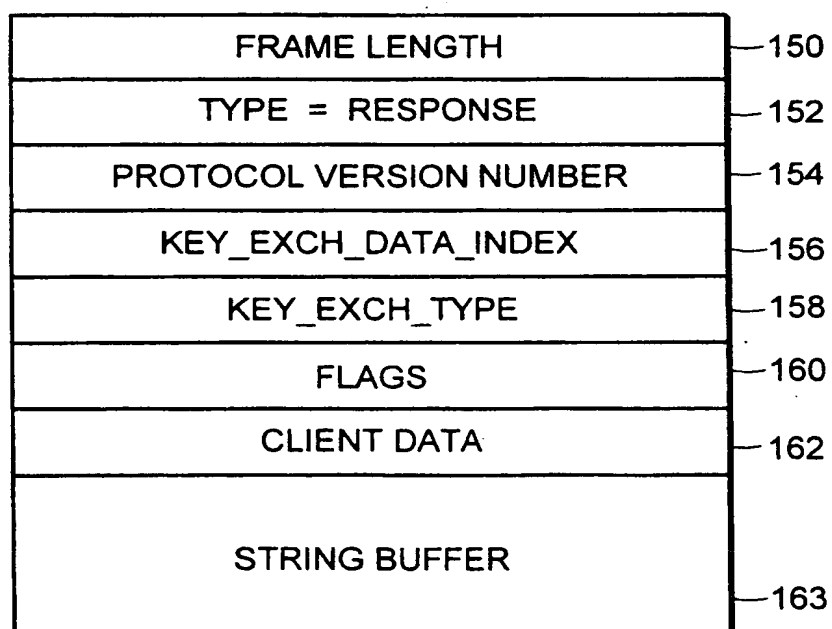 FRAME LENGTH 150
TYPE = RESPONSE 152
PROTOCOL VERSION NUMBER 154
KEY_EXCH_DATA_INDEX 156
KEY_EXCH_TYPE 158
FLAGS 160
CLIENT DATA 162
STRING BUFFER
163